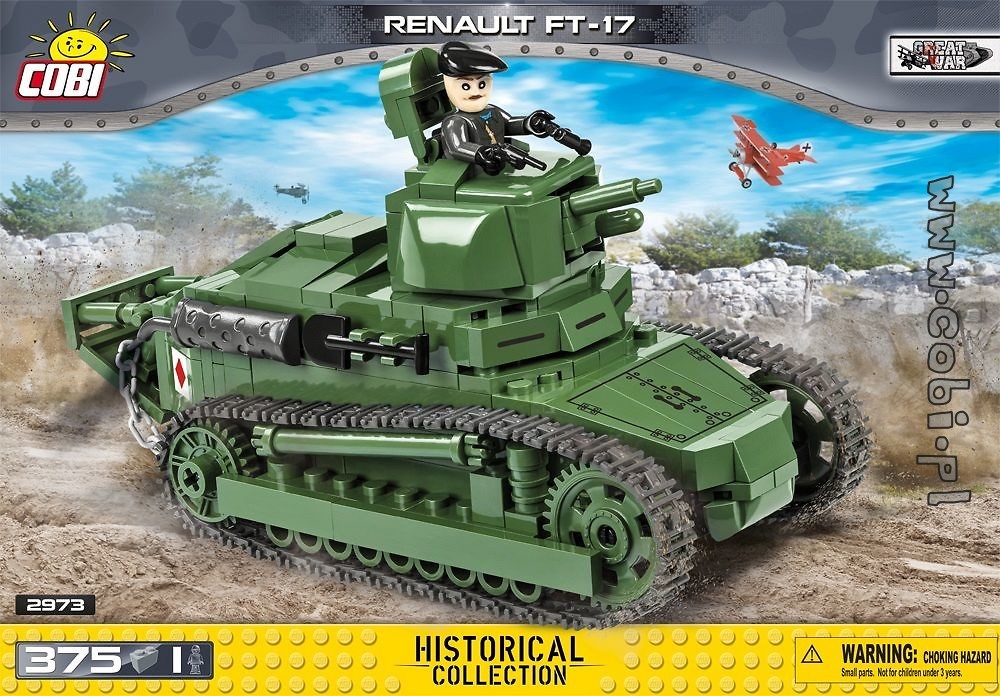 RENAULT FT-17
COBI
GREAT WAR
www.cobi.pl
2973
375 1
HISTORICAL
COLLECTION
WARNING: CHOKING HAZARD
Small parts. Not for children under 3 years.